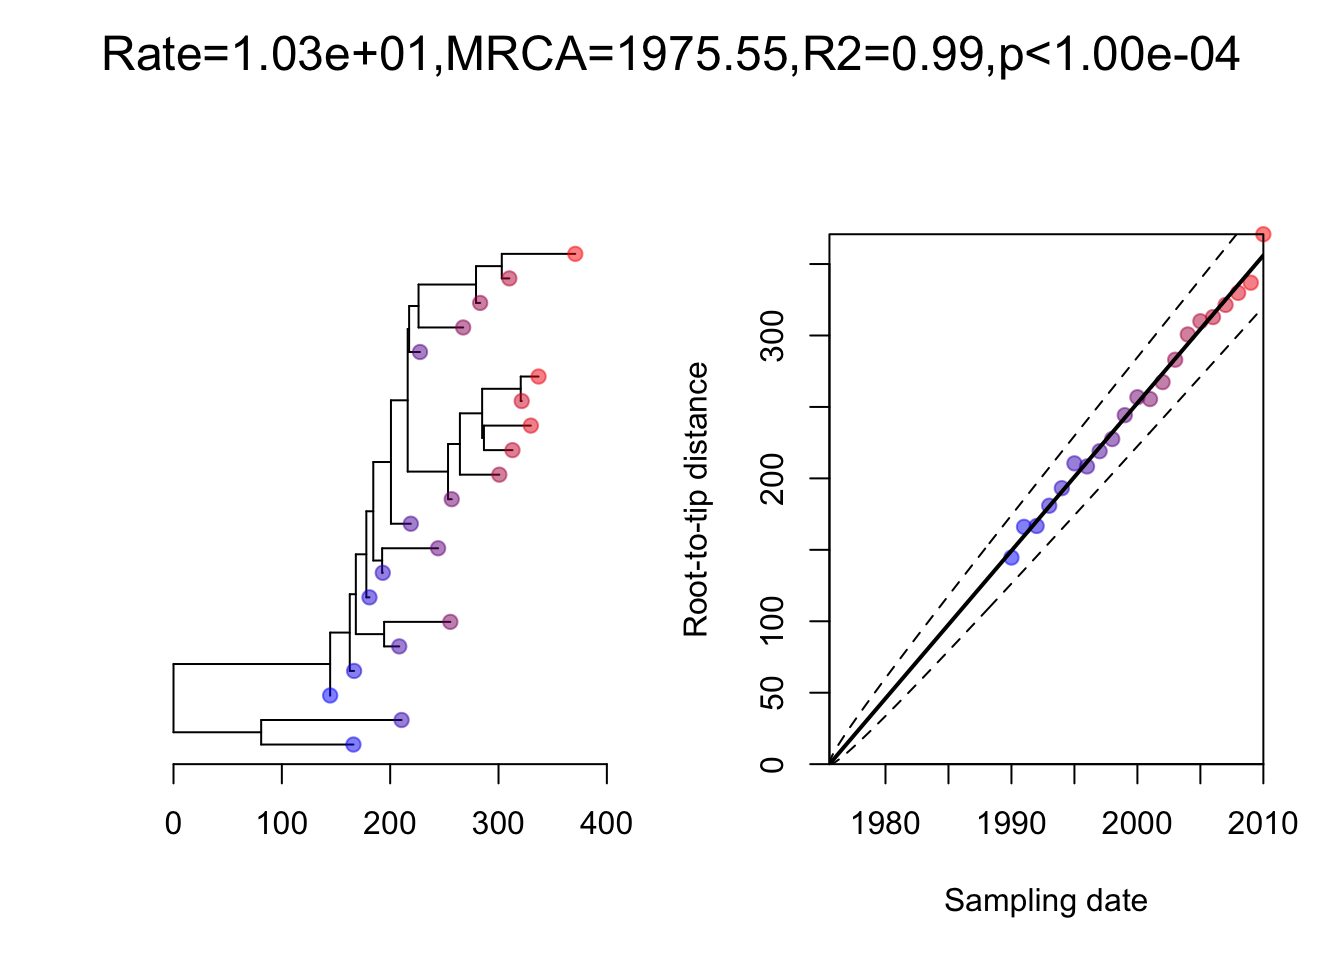 Rate=1.03e+01,MRCA=1975.55,R2=0.99,p<1.00e-04
0 100 200 300 400
Root-to-tip distance
0 50 100 200 300
1980 1990 2000 2010
Sampling date